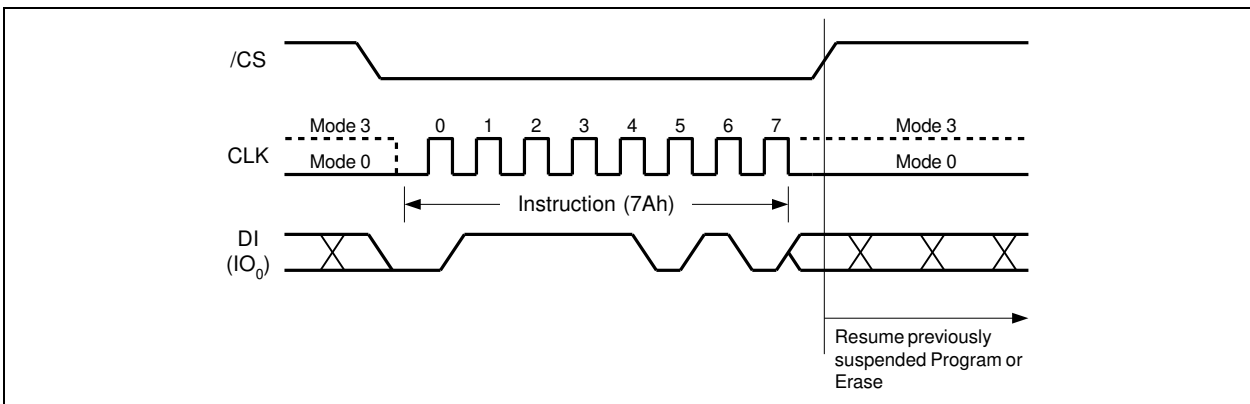 /CS
Mode 3
0 1 2 3 4 5 6 7
Mode 3
CLK
Mode 0
Mode 0
Instruction (7Ah)
DI
(IO0)
Resume previously
suspended Program or
Erase